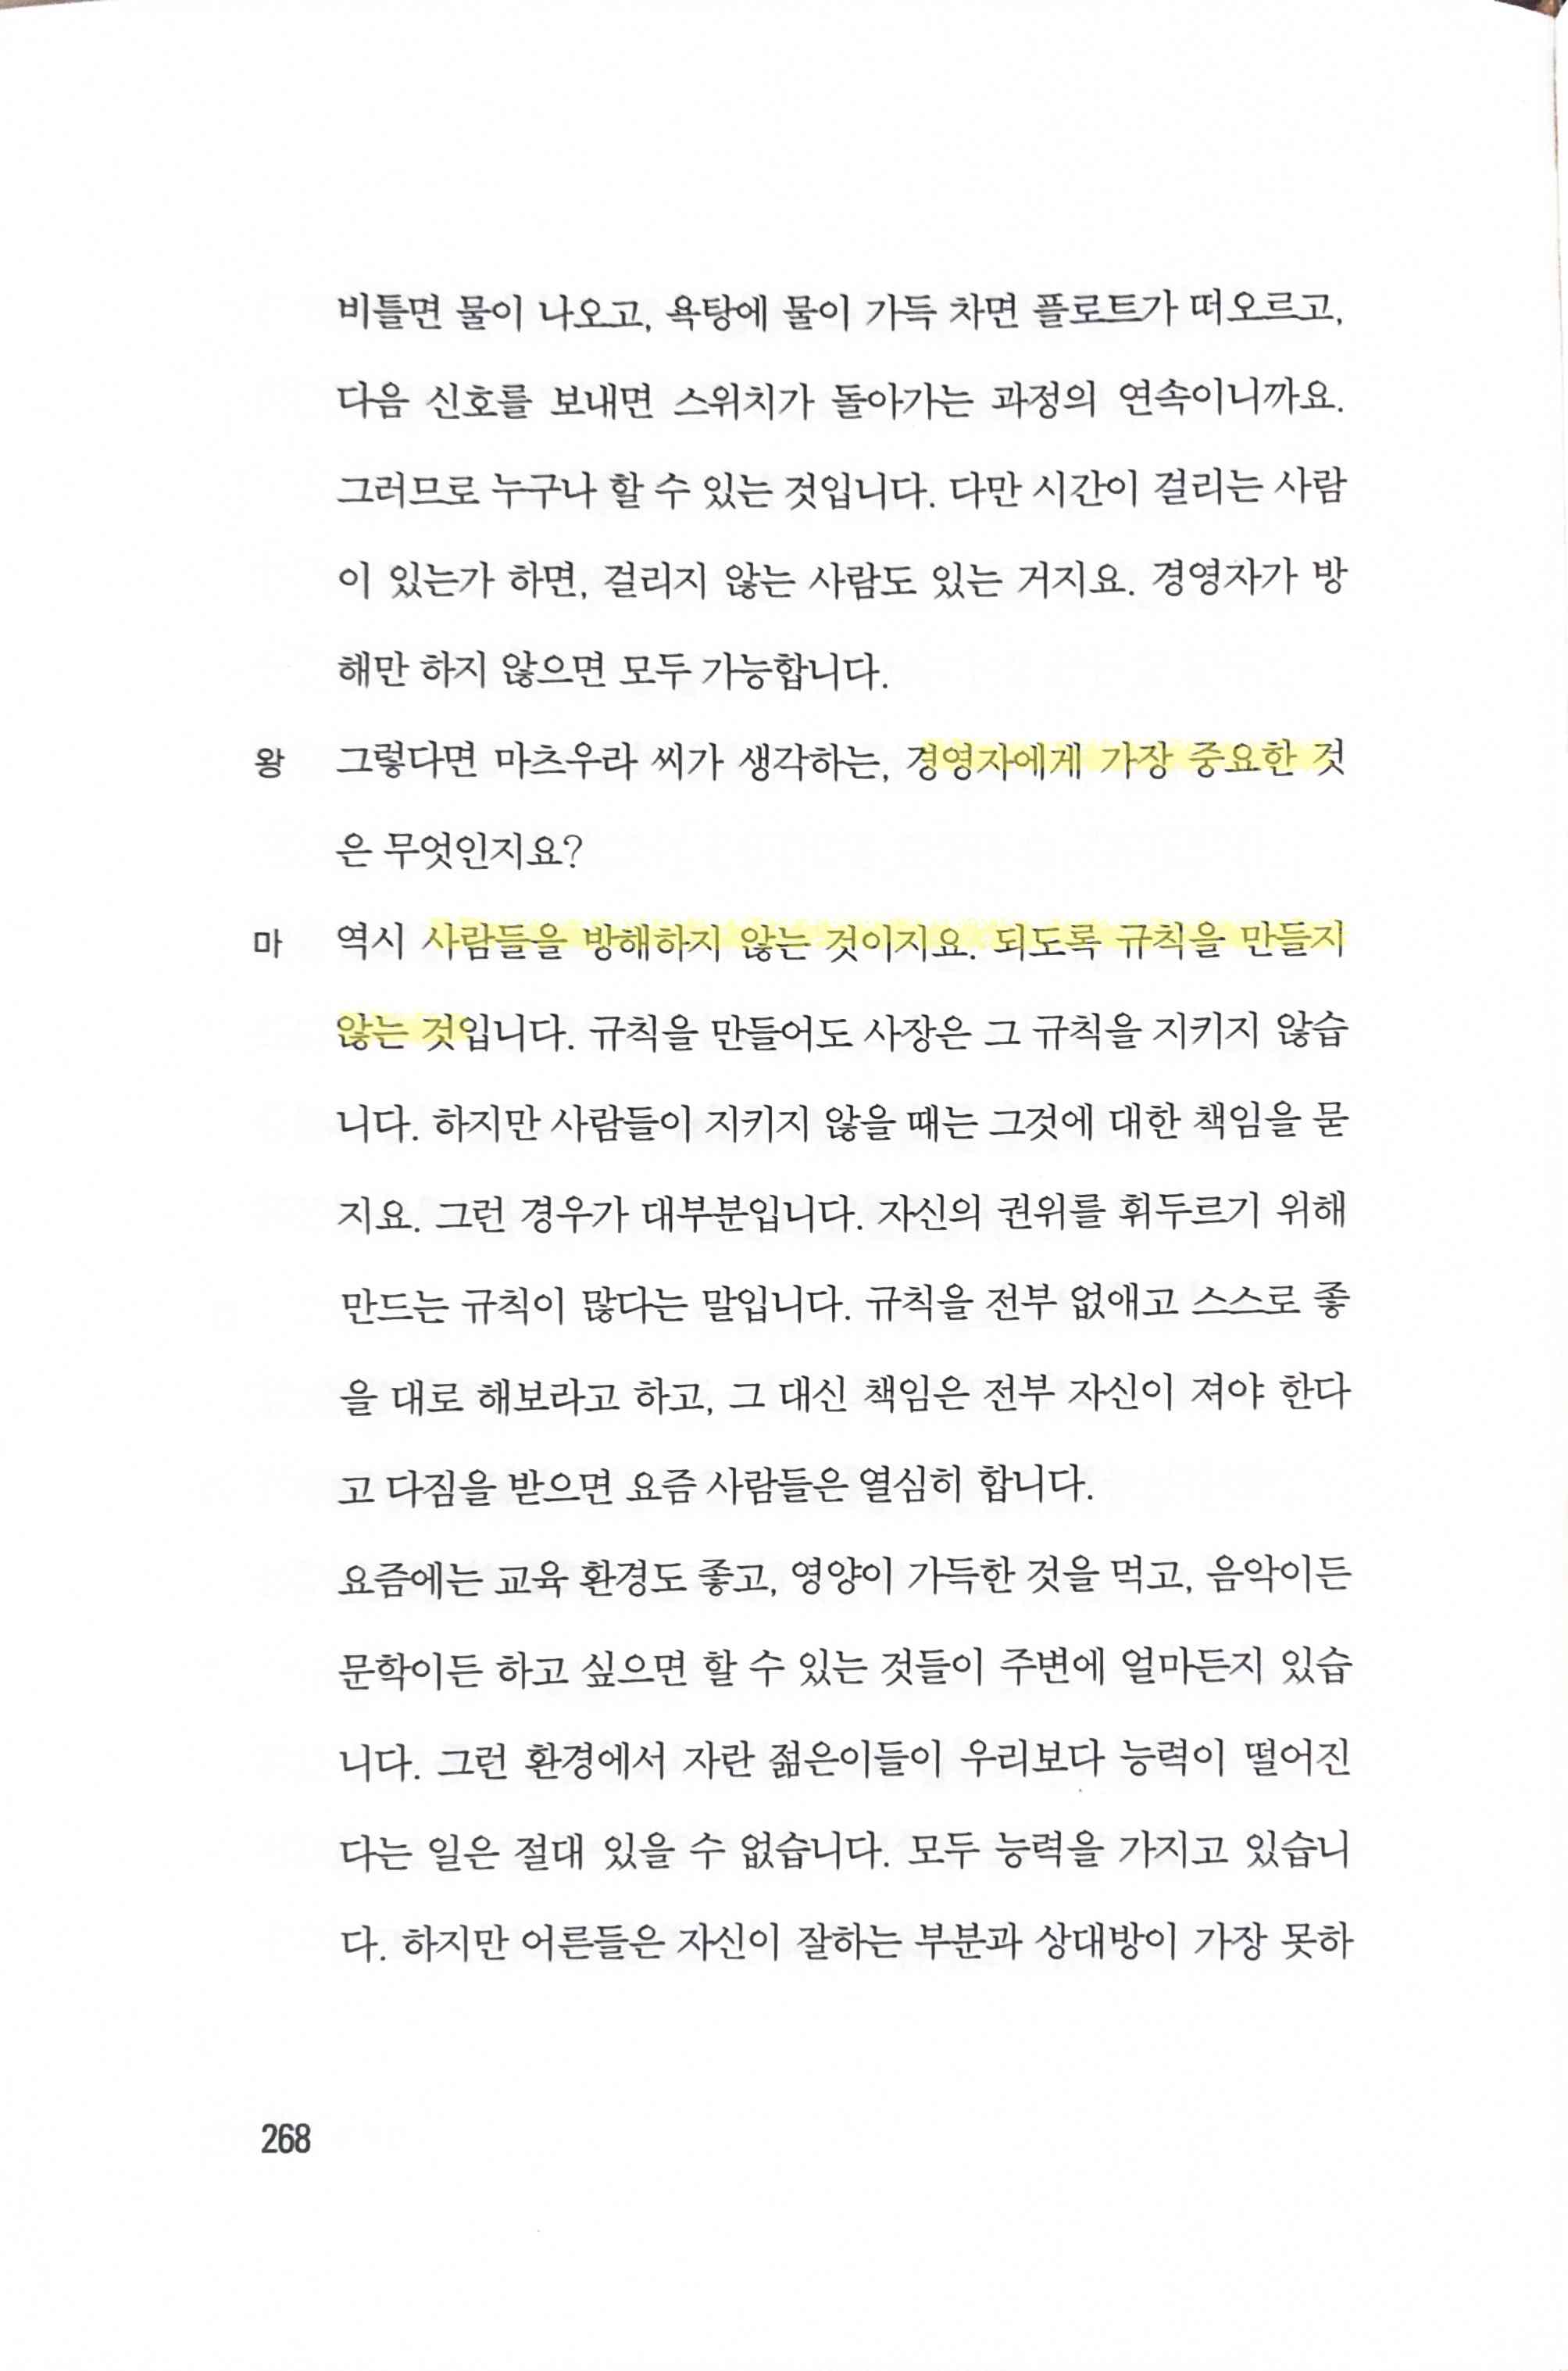 비틀면 물이 나오고, 욕탕에 물이 가득 차면 플로트가 떠오르고,
다음 신호를 보내면 스위치가 돌아가는 과정의 연속이니까요.
그러므로 누구나 할 수 있는 것입니다. 다만 시간이 걸리는 사람
이 있는가 하면, 걸리지 않는 사람도 있는 거지요. 경영자가 방
해만 하지 않으면 모두 가능합니다.
왕 그렇다면 마츠우라 씨가 생각하는, 경영자에게 가장 중요한 것
은 무엇인지요?
마 역시 사람들을 방해하지 않는 것이지요. 되도록 규칙을 만들지
않는 것입니다. 규칙을 만들어도 사장은 그 규칙을 지키지 않습
니다. 하지만 사람들이 지키지 않을 때는 그것에 대한 책임을 묻
지요. 그런 경우가 대부분입니다. 자신의 권위를 휘두르기 위해
만드는 규칙이 많다는 말입니다. 규칙을 전부 없애고 스스로 좋
을 대로 해보라고 하고, 그 대신 책임은 전부 자신이 져야 한다
고 다짐을 받으면 요즘 사람들은 열심히 합니다.
요즘에는 교육 환경도 좋고, 영양이 가득한 것을 먹고, 음악이든
문학이든 하고 싶으면 할 수 있는 것들이 주변에 얼마든지 있습
니다. 그런 환경에서 자란 젊은이들이 우리보다 능력이 떨어진
다는 일은 절대 있을 수 없습니다. 모두 능력을 가지고 있습니
다. 하지만 어른들은 자신이 잘하는 부분과 상대방이 가장 못하
268